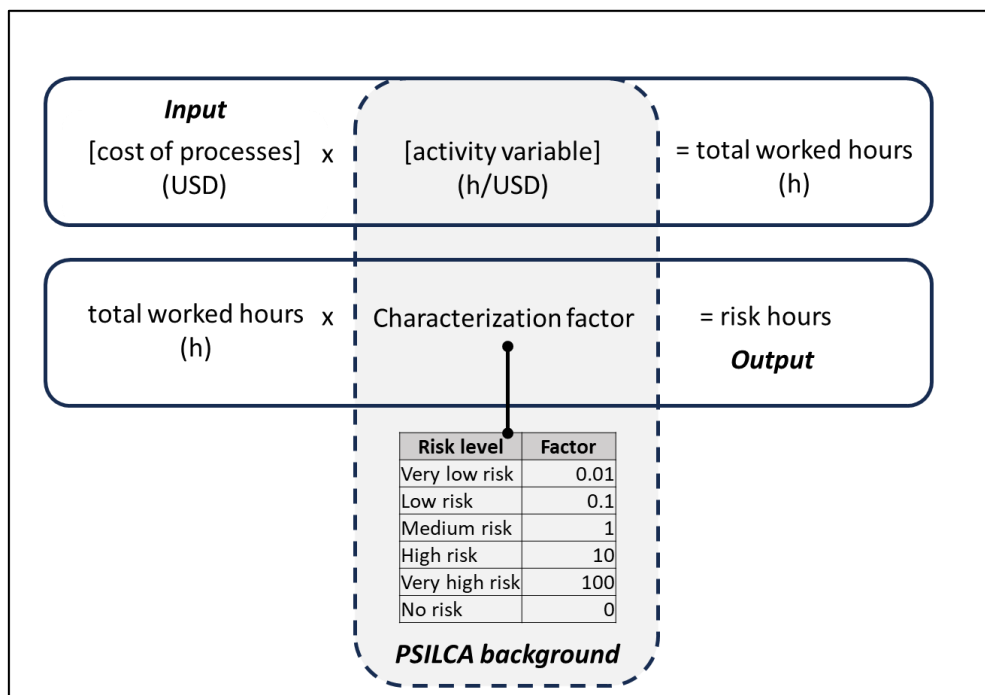 Input
[cost of processes] x [activity variable] = total worked hours
(USD) (h/USD) (h)
total worked hours x Characterization factor = risk hours
(h) Output
Risk level Factor
Very low risk 0.01
Low risk 0.1
Medium risk 1
High risk 10
Very high risk 100
No risk 0
PSILCA background